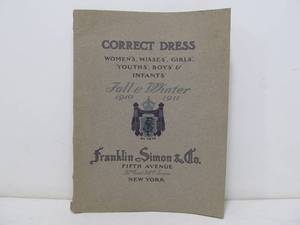 CORRECT DRESS
WOMEN'S, MISSES', GIRLS',
YOUTHS', BOYS' &
INFANTS'
Fall & Winter
1910 1911
Franklin Simon & Co.
FIFTH AVENUE
NEW YORK